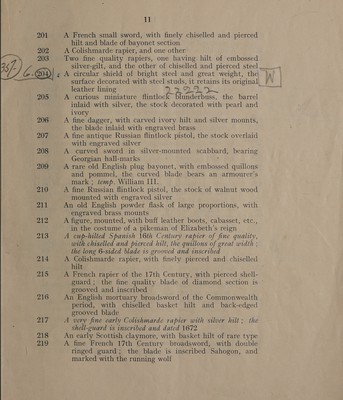 11
201 A French small sword, with finely chiselled and pierced
hilt and blade of bayonet section
202 A Colishmarde rapier, and one other
203 Two fine quality rapiers, one having hilt of embossed
silver-gilt, and the other of chiselled and pierced steel
204 A circular shield of bright steel and great weight, the
surface decorated with steel studs, it retains its original
leather lining
W
22222
205 A curious miniature flintlock blunderbuss, the barrel
inlaid with silver, the stock decorated with pearl and
ivory
206 A fine dagger, with carved ivory hilt and silver mounts,
the blade inlaid with engraved brass
207 A fine antique Russian flintlock pistol, the stock overlaid
with engraved silver
208 A curved sword in silver-mounted scabbard, bearing
Georgian hall-marks
209 A rare old English plug bayonet, with embossed quillons
and pommel, the curved blade bears an armourer's
mark ; temp. William III.
210 A fine Russian flintlock pistol, the stock of walnut wood
mounted with engraved silver
211 An old English powder flask of large proportions, with
engraved brass mounts
212 A figure, mounted, with buff leather boots, cabasset, etc.,
in the costume of a pikeman of Elizabeth's reign
213 A cup-hilted Spanish 16th Century rapier of fine quality,
with chiselled and pierced hilt, the quillons of great width ;
the long 6-sided blade is grooved and inscribed
214 A Colishmarde rapier, with finely pierced and chiselled
hilt
215 A French rapier of the 17th Century, with pierced shell-
guard ; the fine quality blade of diamond section is
grooved and inscribed
216 An English mortuary broadsword of the Commonwealth
period, with chiselled basket hilt and back-edged
grooved blade
217 A very fine early Colishmarde rapier with silver hilt ; the
shell-guard is inscribed and dated 1672
218 An early Scottish claymore, with basket hilt of rare type
219 A fine French 17th Century broadsword, with double
ringed guard ; the blade is inscribed Sahogon, and
marked with the running wolf